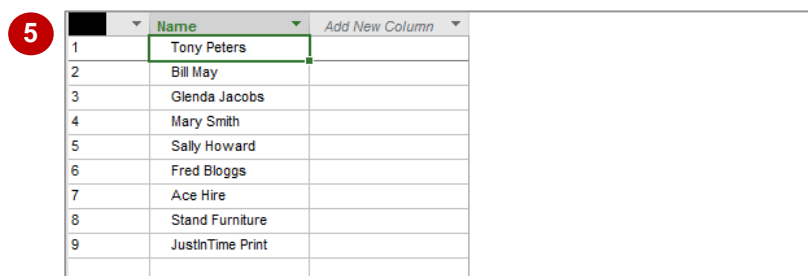 5
Name Add New Column
1 Tony Peters
2 Bill May
3 Glenda Jacobs
4 Mary Smith
5 Sally Howard
6 Fred Bloggs
7 Ace Hire
8 Stand Furniture
9 JustInTime Print